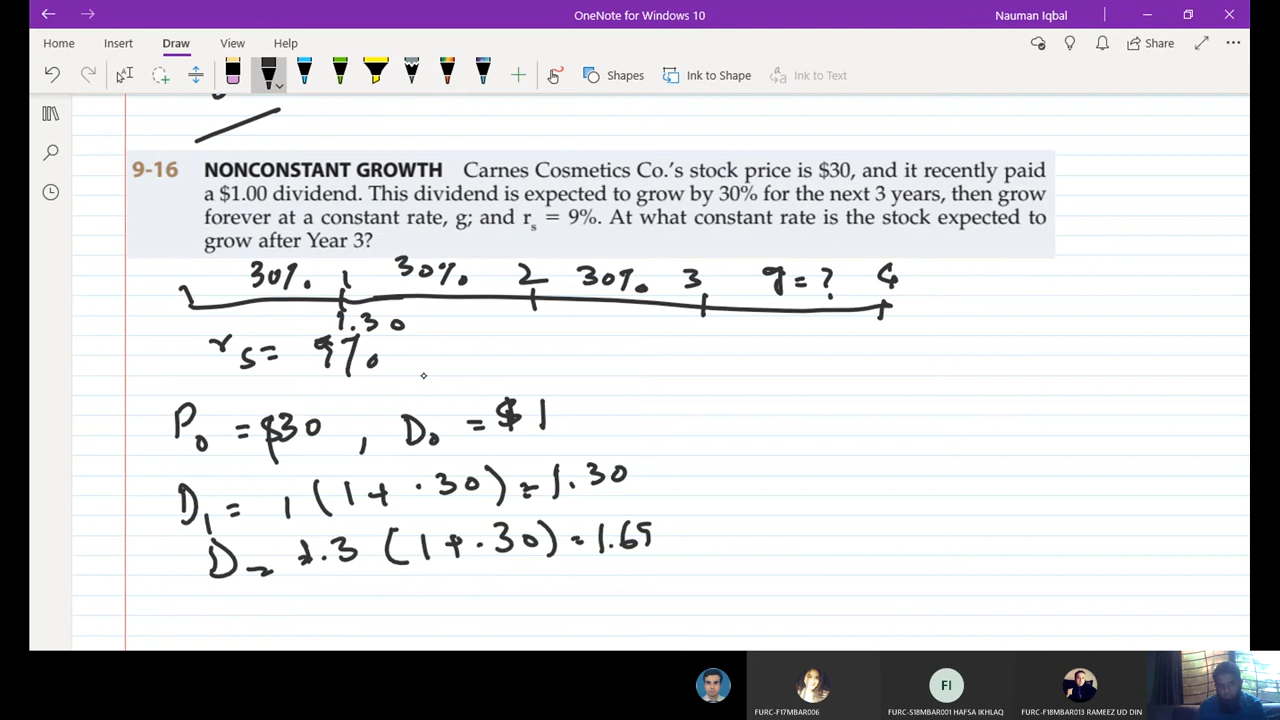 OneNote for Windows 10
Nauman Iqbal
Home Insert Draw View Help
Share
Shapes Ink to Shape Ink to Text
9-16 NONCONSTANT GROWTH Carnes Cosmetics Co.'s stock price is $30, and it recently paid
a $1.00 dividend. This dividend is expected to grow by 30% for the next 3 years, then grow
forever at a constant rate, g; and rs = 9%. At what constant rate is the stock expected to
grow after Year 3?
30% 1 30% 2 30% 3 g = ? 4
1.30
rs = 9%
P0 = $30 , D0 = $1
D1 = 1 (1 + .30) = 1.30
D = 1.3 (1 + .30) = 1.69
FI
FURC-F17MBAR006 FURC-S18MBAR001 HAFSA IKHLAQ FURC-F18MBAR013 RAMEEZ UD DIN